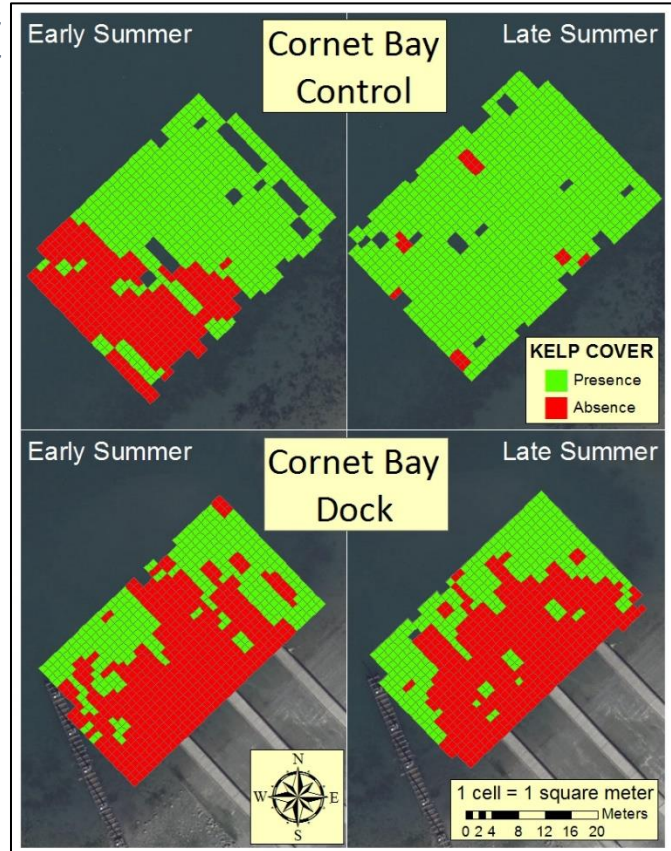 Early Summer
Cornet Bay
Control
Late Summer
KELP COVER
Presence
Absence
Early Summer
Cornet Bay
Dock
Late Summer
N
W E
S
1 cell = 1 square meter
Meters
0 2 4 8 12 16 20